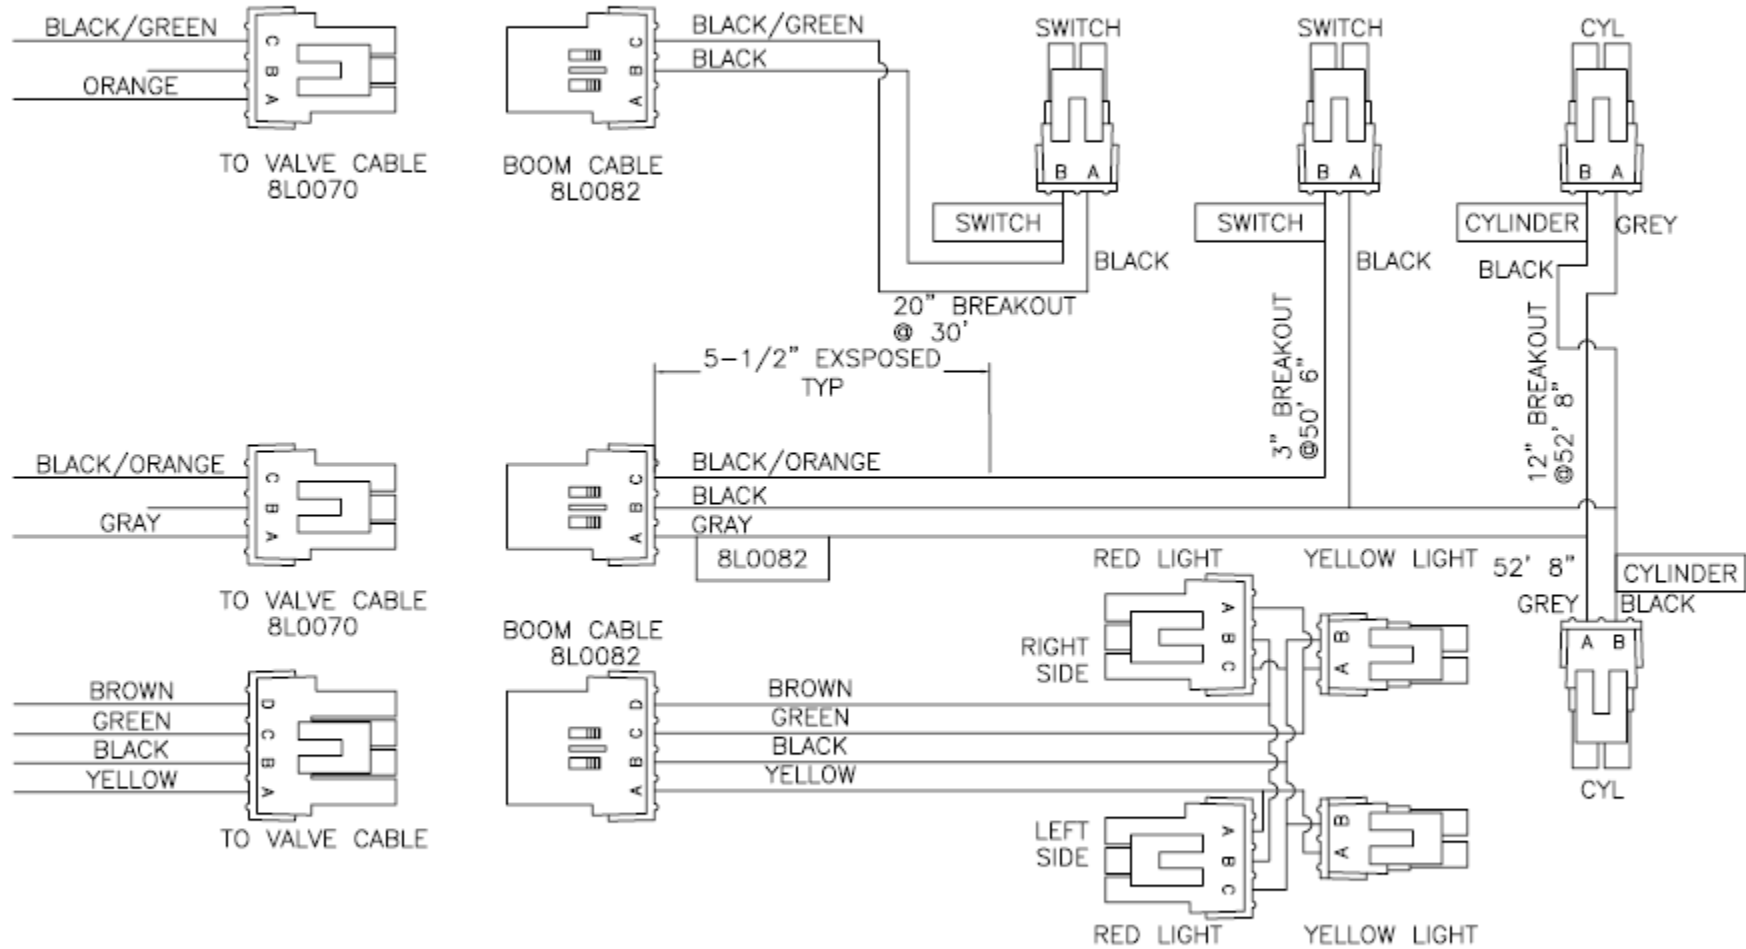 BLACK/GREEN
C
B
ORANGE
A
TO VALVE CABLE
8L0070
BLACK/GREEN
C
BLACK
B
A
BOOM CABLE
8L0082
SWITCH
B A
SWITCH
BLACK
20" BREAKOUT
@ 30'
SWITCH
B A
SWITCH
BLACK
3" BREAKOUT
@50' 6"
CYL
B A
CYLINDER
GREY
BLACK
12" BREAKOUT
@52' 8"
5-1/2" EXSPOSED
TYP
BLACK/ORANGE
C
B
GRAY
A
TO VALVE CABLE
8L0070
BLACK/ORANGE
C
BLACK
B
GRAY
A
8L0082
BOOM CABLE
8L0082
52' 8"
CYLINDER
GREY
BLACK
A B
CYL
BROWN
D
GREEN
C
BLACK
B
YELLOW
A
TO VALVE CABLE
BROWN
D
GREEN
C
BLACK
B
YELLOW
A
RED LIGHT
YELLOW LIGHT
RIGHT
SIDE
A
B
C
B
A
LEFT
SIDE
A
B
C
B
A
RED LIGHT
YELLOW LIGHT